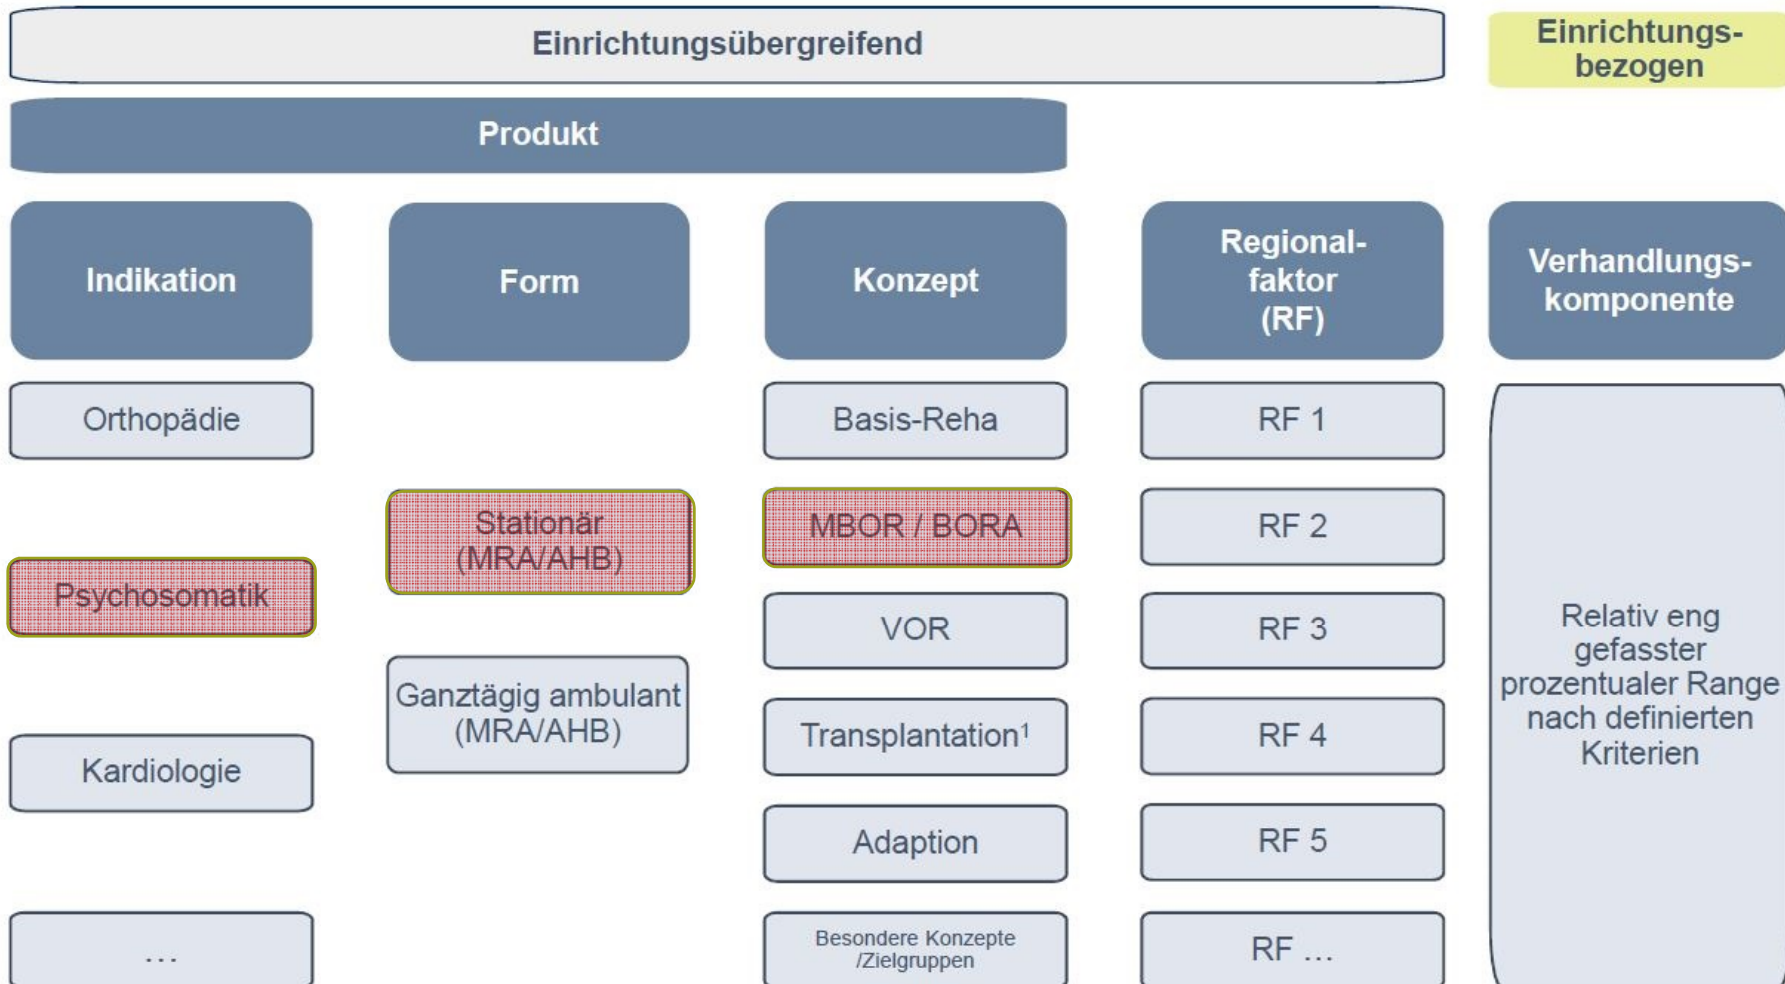 Einrichtungsübergreifend
Einrichtungs-
bezogen
Produkt
Indikation
Form
Konzept
Regional-
faktor
(RF)
Verhandlungs-
komponente
Orthopädie
Psychosomatik
Kardiologie
...
Stationär
(MRA/AHB)
Ganztägig ambulant
(MRA/AHB)
Basis-Reha
MBOR / BORA
VOR
Transplantation¹
Adaption
Besondere Konzepte
/Zielgruppen
RF 1
RF 2
RF 3
RF 4
RF 5
RF ...
Relativ eng
gefasster
prozentualer Range
nach definierten
Kriterien